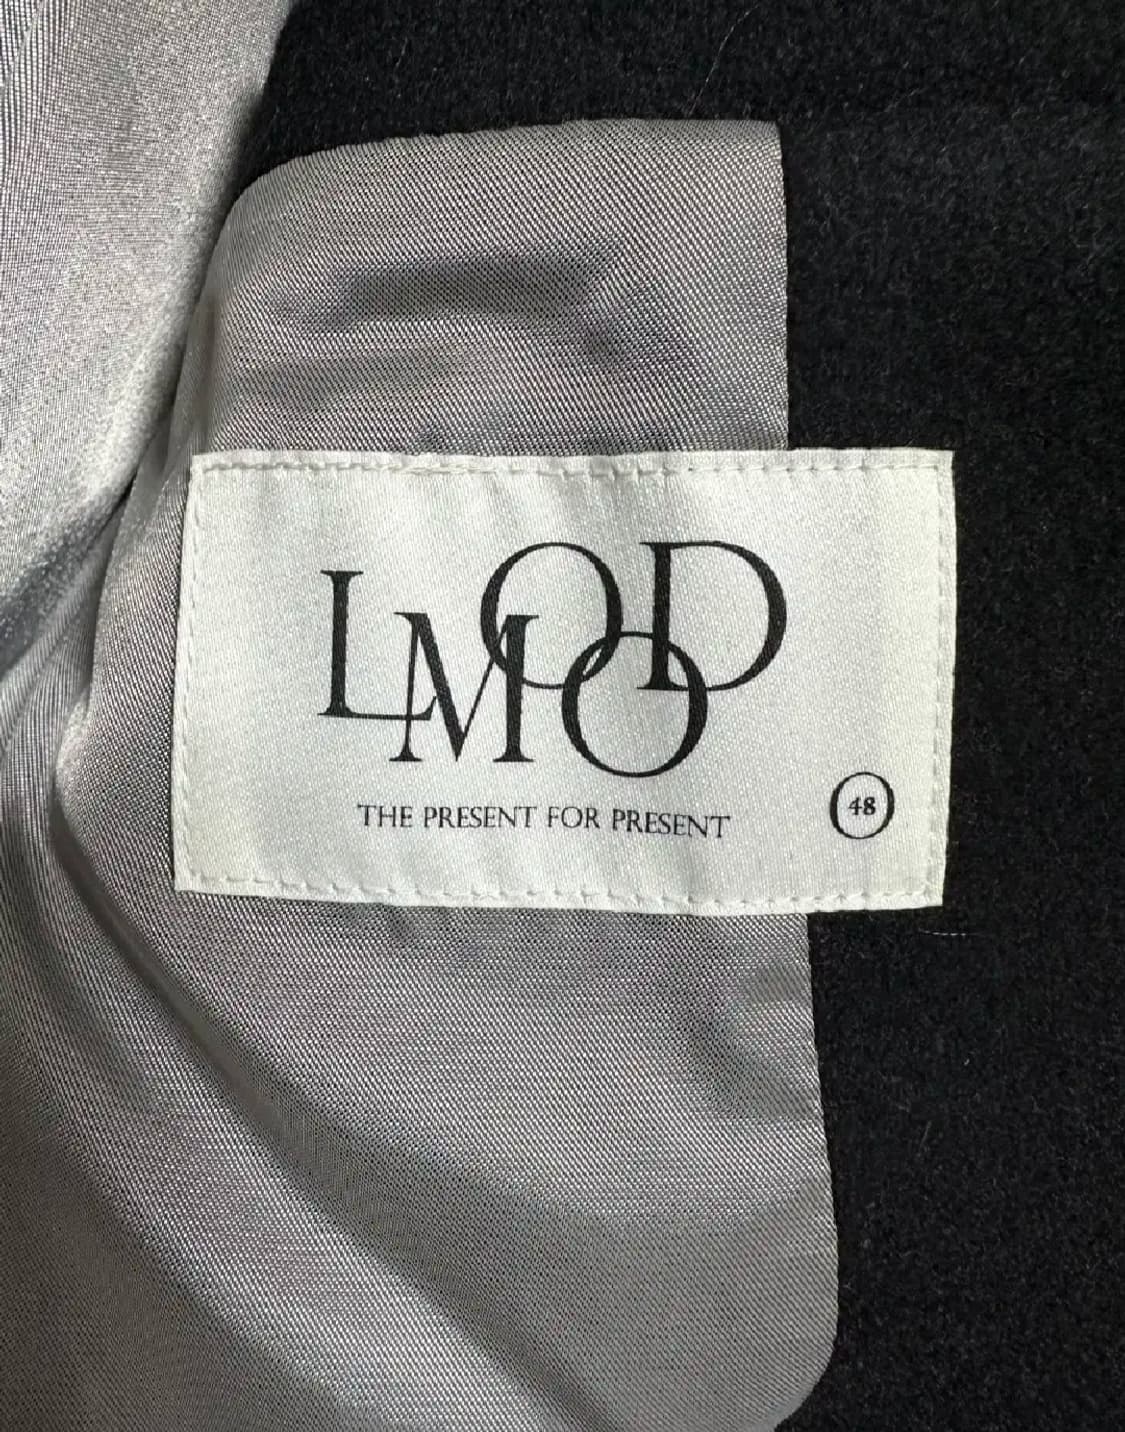 LMOOD
THE PRESENT FOR PRESENT
48